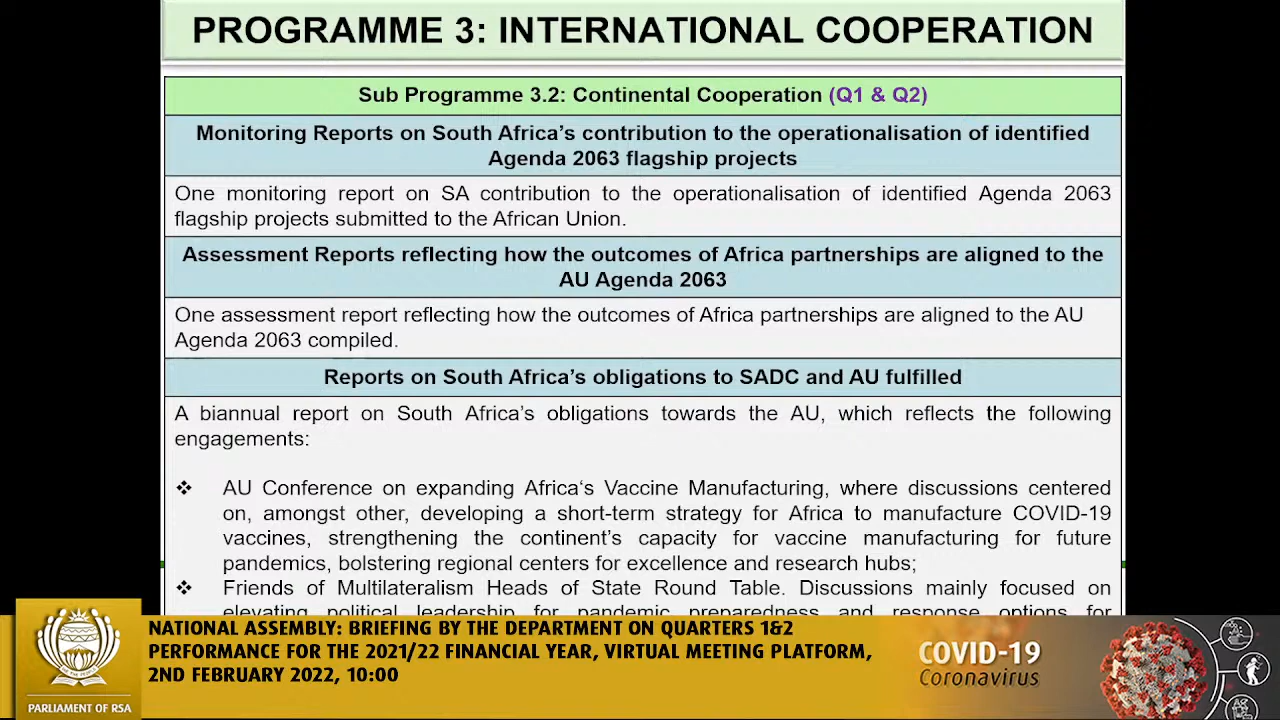 PROGRAMME 3: INTERNATIONAL COOPERATION
Sub Programme 3.2: Continental Cooperation (Q1 & Q2)
Monitoring Reports on South Africa's contribution to the operationalisation of identified
Agenda 2063 flagship projects
One monitoring report on SA contribution to the operationalisation of identified Agenda 2063
flagship projects submitted to the African Union.
Assessment Reports reflecting how the outcomes of Africa partnerships are aligned to the
AU Agenda 2063
One assessment report reflecting how the outcomes of Africa partnerships are aligned to the AU
Agenda 2063 compiled.
Reports on South Africa's obligations to SADC and AU fulfilled
A biannual report on South Africa's obligations towards the AU, which reflects the following
engagements:
❖ AU Conference on expanding Africa‘s Vaccine Manufacturing, where discussions centered
on, amongst other, developing a short-term strategy for Africa to manufacture COVID-19
vaccines, strengthening the continent's capacity for vaccine manufacturing for future
pandemics, bolstering regional centers for excellence and research hubs;
❖ Friends of Multilateralism Heads of State Round Table. Discussions mainly focused on
elevating political leadership for pandemic preparedness and response options for
NATIONAL ASSEMBLY: BRIEFING BY THE DEPARTMENT ON QUARTERS 1&2
PERFORMANCE FOR THE 2021/22 FINANCIAL YEAR, VIRTUAL MEETING PLATFORM,
2ND FEBRUARY 2022, 10:00
PARLIAMENT OF RSA
COVID-19
Coronavirus